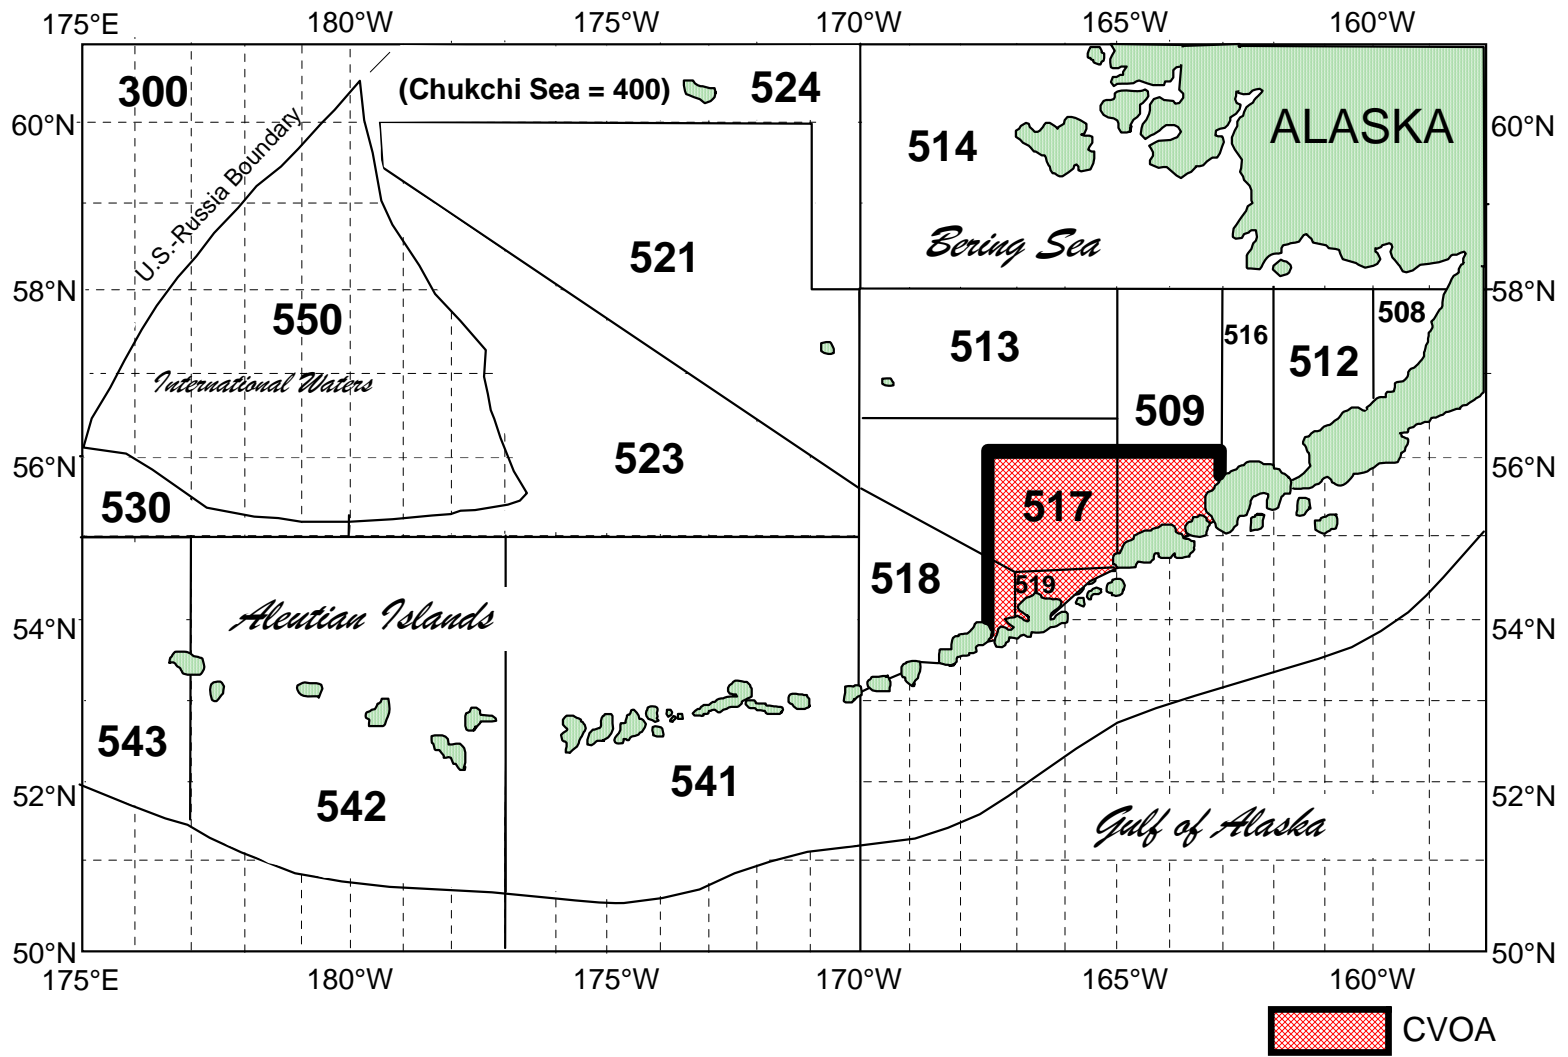 175°E 180°W 175°W 170°W 165°W 160°W
300 (Chukchi Sea = 400) 524
60°N 60°N
ALASKA
514
U.S.-Russia Boundary
Bering Sea
521
58°N 58°N
550 508
516
513 512
International Waters
509
523
56°N 56°N
530 517
518 519
Aleutian Islands
54°N 54°N
543
541
52°N 52°N
542
Gulf of Alaska
50°N 50°N
175°E 180°W 175°W 170°W 165°W 160°W
CVOA